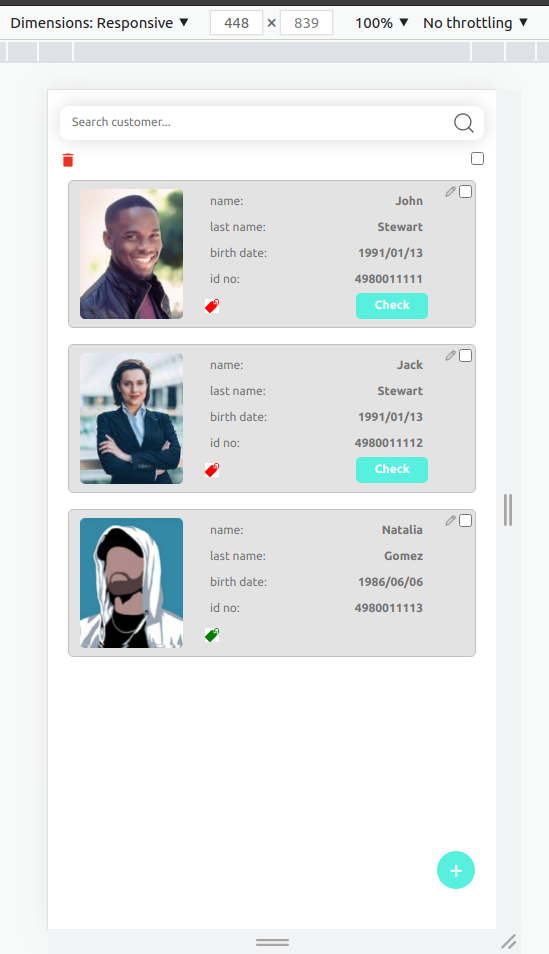 Dimensions: Responsive ▼ 448 × 839 100% ▼ No throttling ▼
Search customer...
name: John
last name: Stewart
birth date: 1991/01/13
id no: 4980011111
Check
name: Jack
last name: Stewart
birth date: 1991/01/13
id no: 4980011112
Check
name: Natalia
last name: Gomez
birth date: 1986/06/06
id no: 4980011113
+